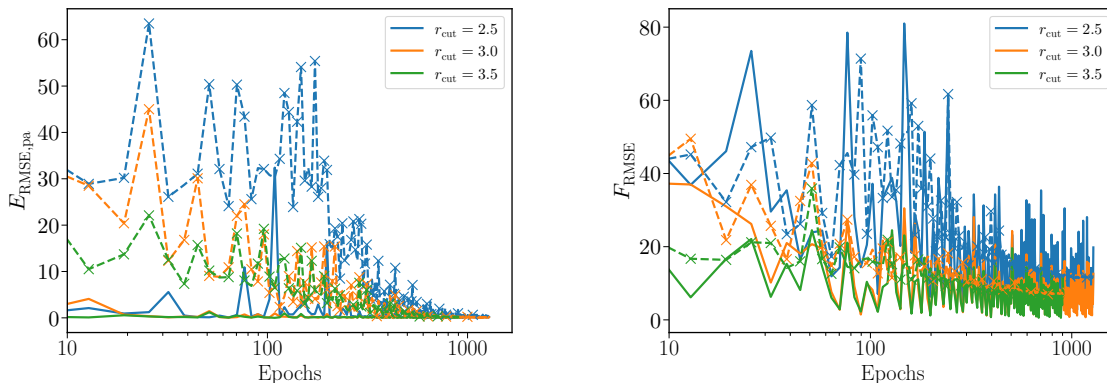 60
50
40
30
20
10
0
E_RMSE,pa
10
100
1000
Epochs
r_cut = 2.5
r_cut = 3.0
r_cut = 3.5
80
60
40
20
0
F_RMSE
10
100
1000
Epochs
r_cut = 2.5
r_cut = 3.0
r_cut = 3.5